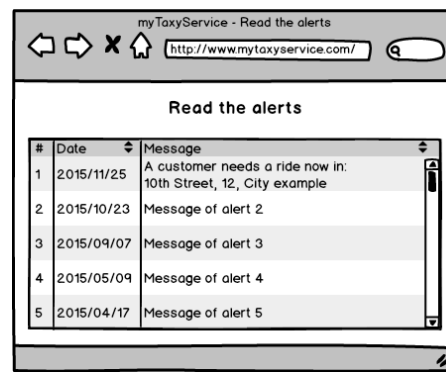 myTaxyService - Read the alerts
http://www.mytaxyservice.com/
Read the alerts
# Date Message
1 2015/11/25 A customer needs a ride now in:
10th Street, 12, City example
2 2015/10/23 Message of alert 2
3 2015/09/07 Message of alert 3
4 2015/05/09 Message of alert 4
5 2015/04/17 Message of alert 5